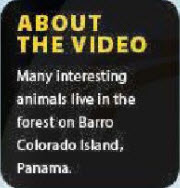 ABOUT
THE VIDEO
Many interesting
animals live in the
forest on Barro
Colorado Island,
Panama.